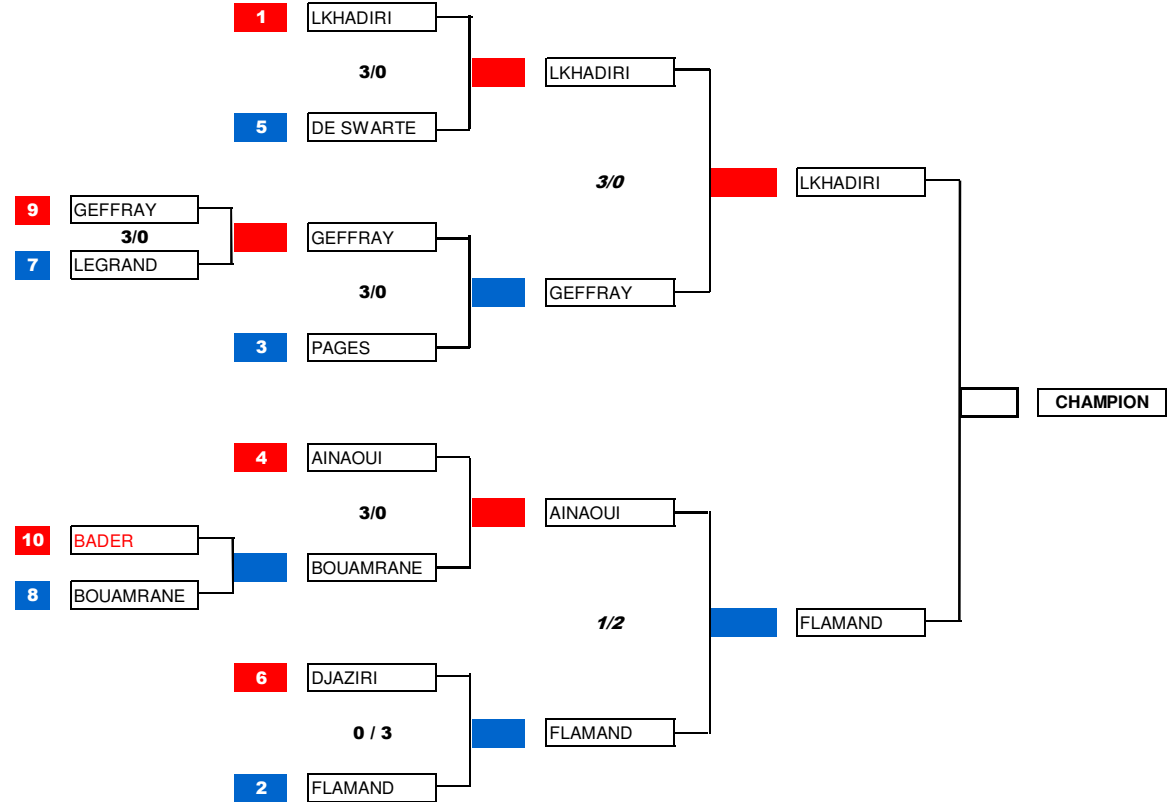 1 LKHADIRI
3/0
LKHADIRI
5 DE SWARTE
3/0
LKHADIRI
9 GEFFRAY
3/0
GEFFRAY
7 LEGRAND
3/0
GEFFRAY
3 PAGES
CHAMPION
4 AINAOUI
3/0
AINAOUI
10 BADER
BOUAMRANE
8 BOUAMRANE
1/2
FLAMAND
6 DJAZIRI
0 / 3
FLAMAND
2 FLAMAND